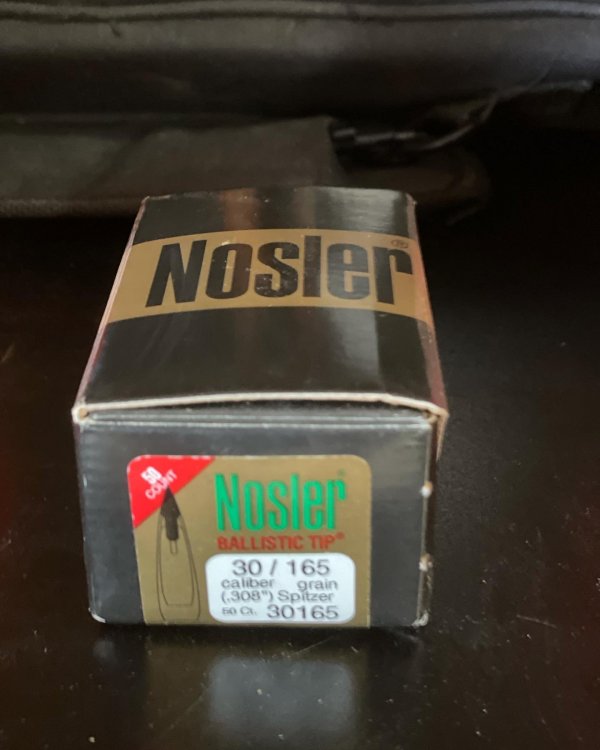 Nosler®
50
COUNT
Nosler®
BALLISTIC TIP®
30 / 165
caliber grain
(.308") Spitzer
50 Ct. 30165